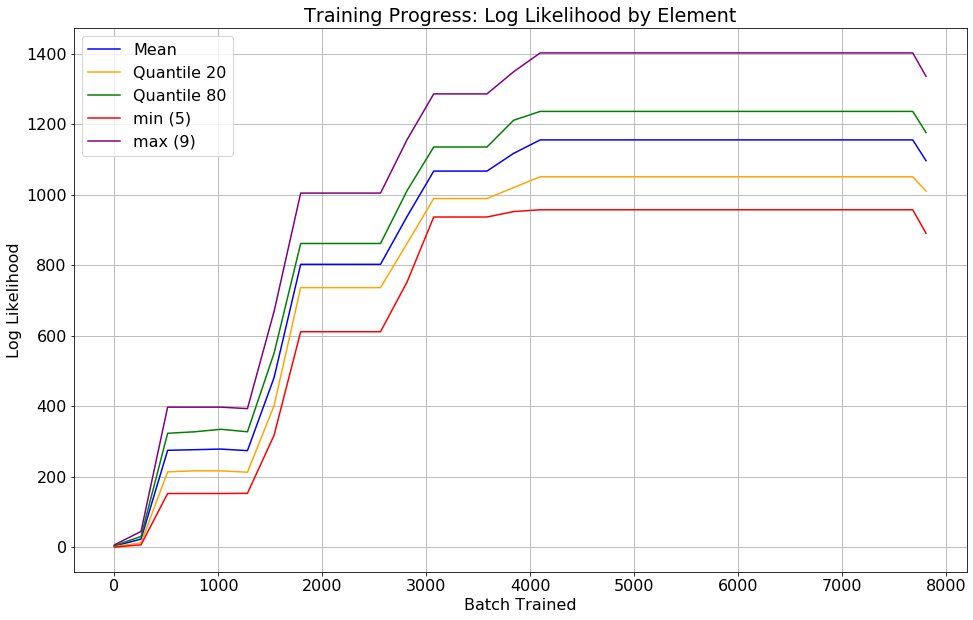 Training Progress: Log Likelihood by Element
Mean
Quantile 20
Quantile 80
min (5)
max (9)
Log Likelihood
1400
1200
1000
800
600
400
200
0
0 1000 2000 3000 4000 5000 6000 7000 8000
Batch Trained